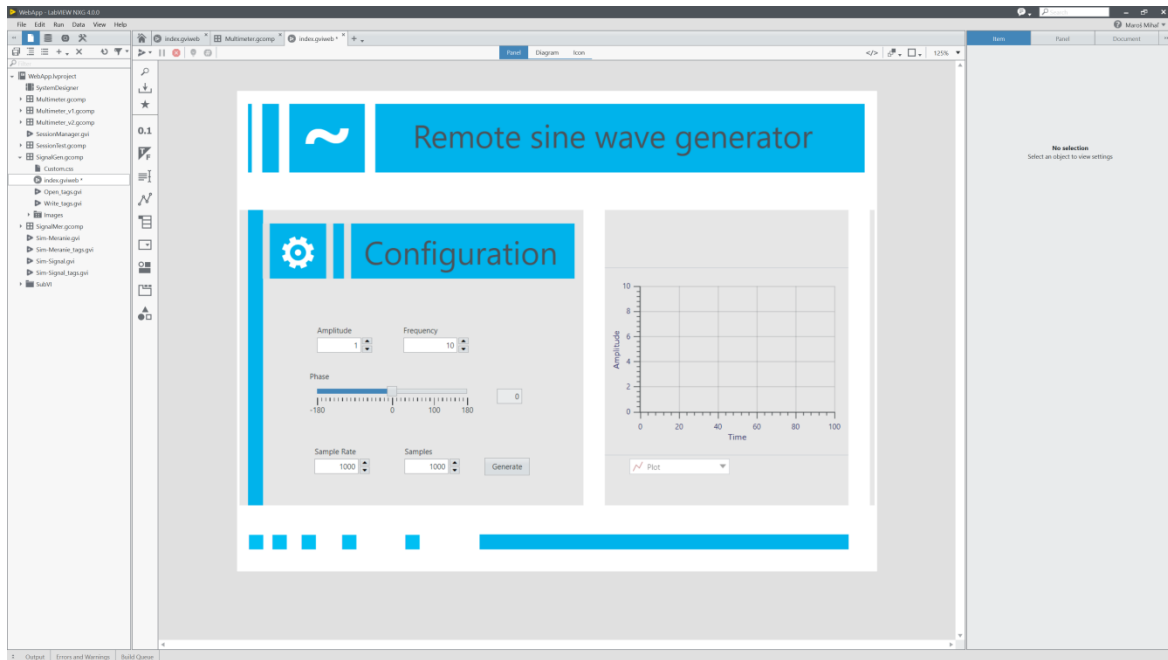 WebApp - LabVIEW NXG 4.0.0
Search
File Edit Run Data View Help
Maroš Mihaľ
index.gviweb * Multimeter.gcomp * index.gviweb *
Item Panel Document
Panel Diagram Icon
125%
WebApp.lvproject
SystemDesigner
Multimeter.gcomp
Multimeter_v1.gcomp
Multimeter_v2.gcomp
SessionManager.gvi
SessionTest.gcomp
SignalGen.gcomp
Custom.css
index.gviweb *
Open_tags.gvi
Write_tags.gvi
Images
SignalMer.gcomp
Sim-Meranie.gvi
Sim-Meranie_tags.gvi
Sim-Signal.gvi
Sim-Signal_tags.gvi
SubVI
0.1
T F
~ Remote sine wave generator
No selection
Select an object to view settings
Configuration
Amplitude Frequency
1 10
Phase
0
-180 0 100 180
Sample Rate Samples
1000 1000 Generate
10
8
6
4
2
0
Amplitude
0 20 40 60 80 100
Time
Plot
Output Errors and Warnings Build Queue